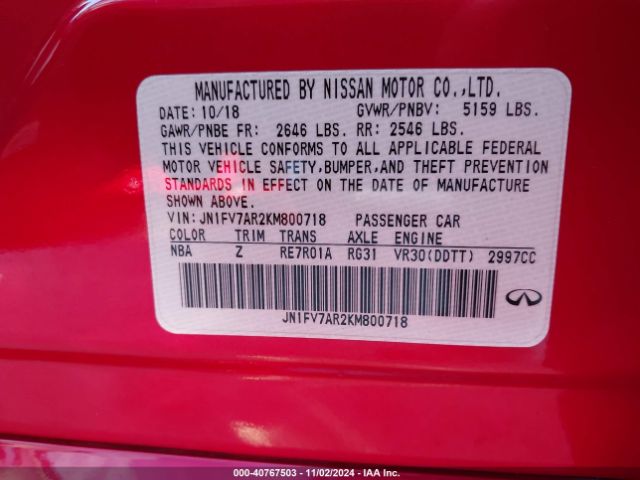 MANUFACTURED BY NISSAN MOTOR CO.,LTD.
DATE: 10/18 GVWR/PNBV: 5159 LBS.
GAWR/PNBE FR: 2646 LBS. RR: 2546 LBS.
THIS VEHICLE CONFORMS TO ALL APPLICABLE FEDERAL
MOTOR VEHICLE SAFETY,BUMPER,AND THEFT PREVENTION
STANDARDS IN EFFECT ON THE DATE OF MANUFACTURE
SHOWN ABOVE.
VIN: JN1FV7AR2KM800718 PASSENGER CAR
COLOR TRIM TRANS AXLE ENGINE
NBA Z RE7R01A RG31 VR30(DDTT) 2997CC
JN1FV7AR2KM800718
INFINITI
000-40767503 - 11/02/2024 - IAA Inc.